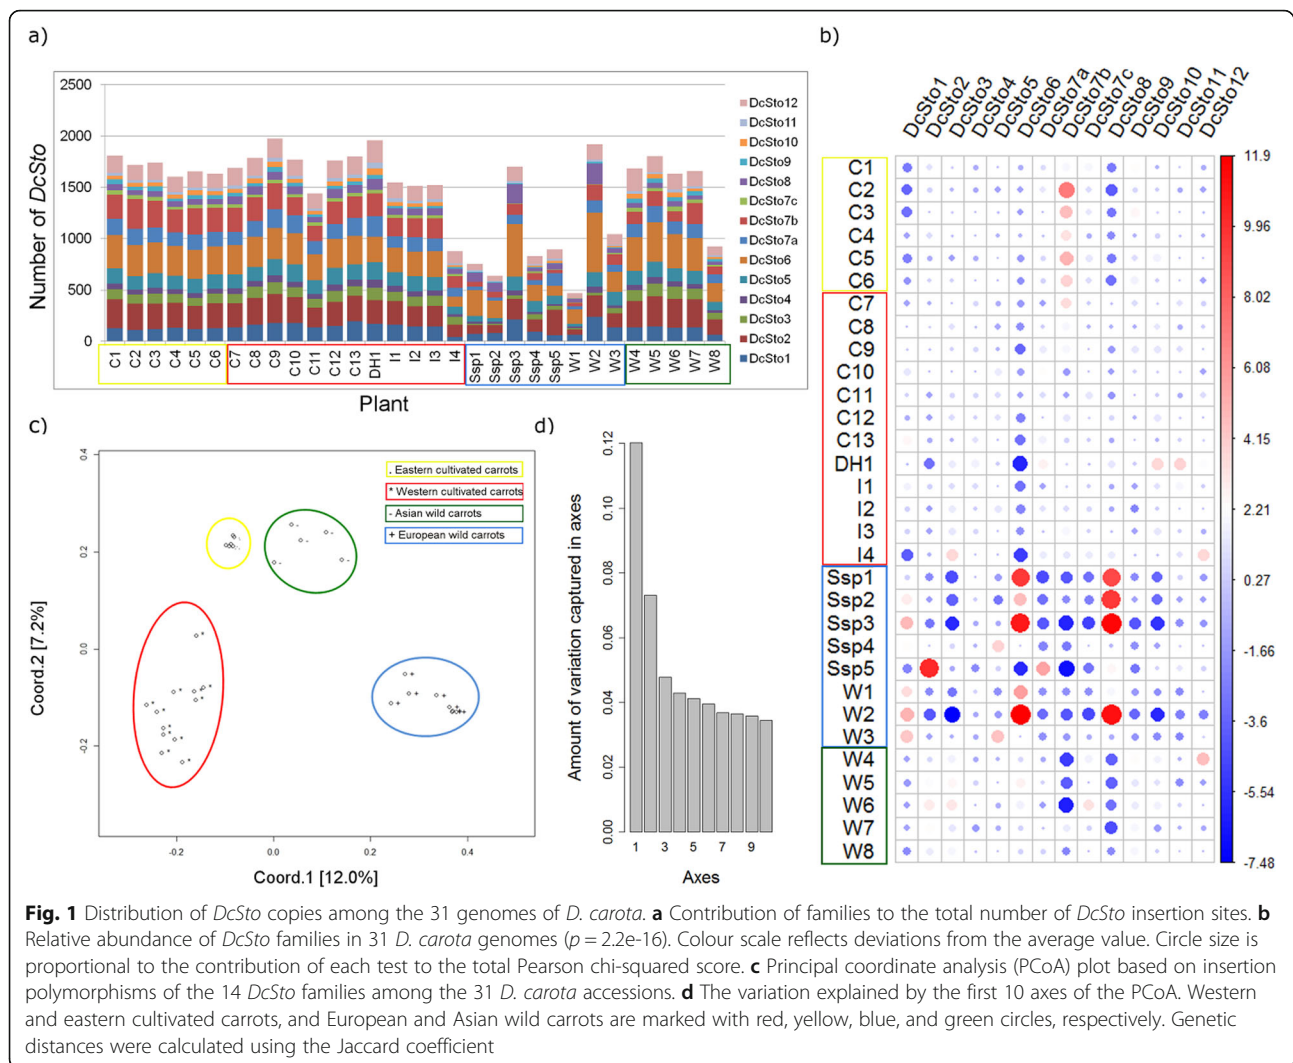 a)
Number of DcSto
2500
2000
1500
1000
500
0
DcSto12
DcSto11
DcSto10
DcSto9
DcSto8
DcSto7c
DcSto7b
DcSto7a
DcSto6
DcSto5
DcSto4
DcSto3
DcSto2
DcSto1
C1 C2 C3 C4 C5 C6 C7 C8 C9 C10 C11 C12 C13 DH1 I1 I2 I3 I4 Ssp1 Ssp2 Ssp3 Ssp4 Ssp5 W1 W2 W3 W4 W5 W6 W7 W8
Plant
b)
DcSto1 DcSto2 DcSto3 DcSto4 DcSto5 DcSto6 DcSto7a DcSto7b DcSto7c DcSto8 DcSto9 DcSto10 DcSto11 DcSto12
C1
C2
C3
C4
C5
C6
C7
C8
C9
C10
C11
C12
C13
DH1
I1
I2
I3
I4
Ssp1
Ssp2
Ssp3
Ssp4
Ssp5
W1
W2
W3
W4
W5
W6
W7
W8
11.9
9.96
8.02
6.08
4.15
2.21
0.27
-1.66
-3.6
-5.54
-7.48
c)
Coord.2 [7.2%]
0.4
0.2
0.0
-0.2
. Eastern cultivated carrots
* Western cultivated carrots
- Asian wild carrots
+ European wild carrots
-0.2 0.0 0.2 0.4
Coord.1 [12.0%]
d)
Amount of variation captured in axes
0.12
0.10
0.08
0.06
0.04
0.02
0.00
1 3 5 7 9
Axes
Fig. 1 Distribution of DcSto copies among the 31 genomes of D. carota. a Contribution of families to the total number of DcSto insertion sites. b
Relative abundance of DcSto families in 31 D. carota genomes (p = 2.2e-16). Colour scale reflects deviations from the average value. Circle size is
proportional to the contribution of each test to the total Pearson chi-squared score. c Principal coordinate analysis (PCoA) plot based on insertion
polymorphisms of the 14 DcSto families among the 31 D. carota accessions. d The variation explained by the first 10 axes of the PCoA. Western
and eastern cultivated carrots, and European and Asian wild carrots are marked with red, yellow, blue, and green circles, respectively. Genetic
distances were calculated using the Jaccard coefficient